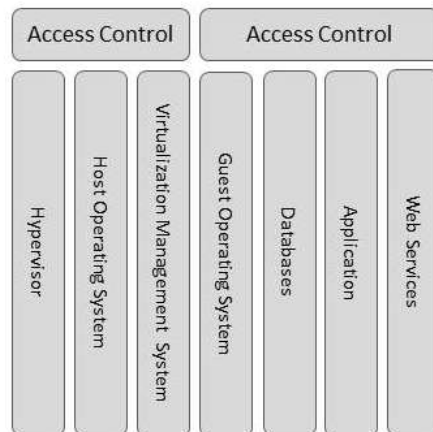 Access Control
Access Control
Hypervisor
Host Operating System
Virtualization Management System
Guest Operating System
Databases
Application
Web Services